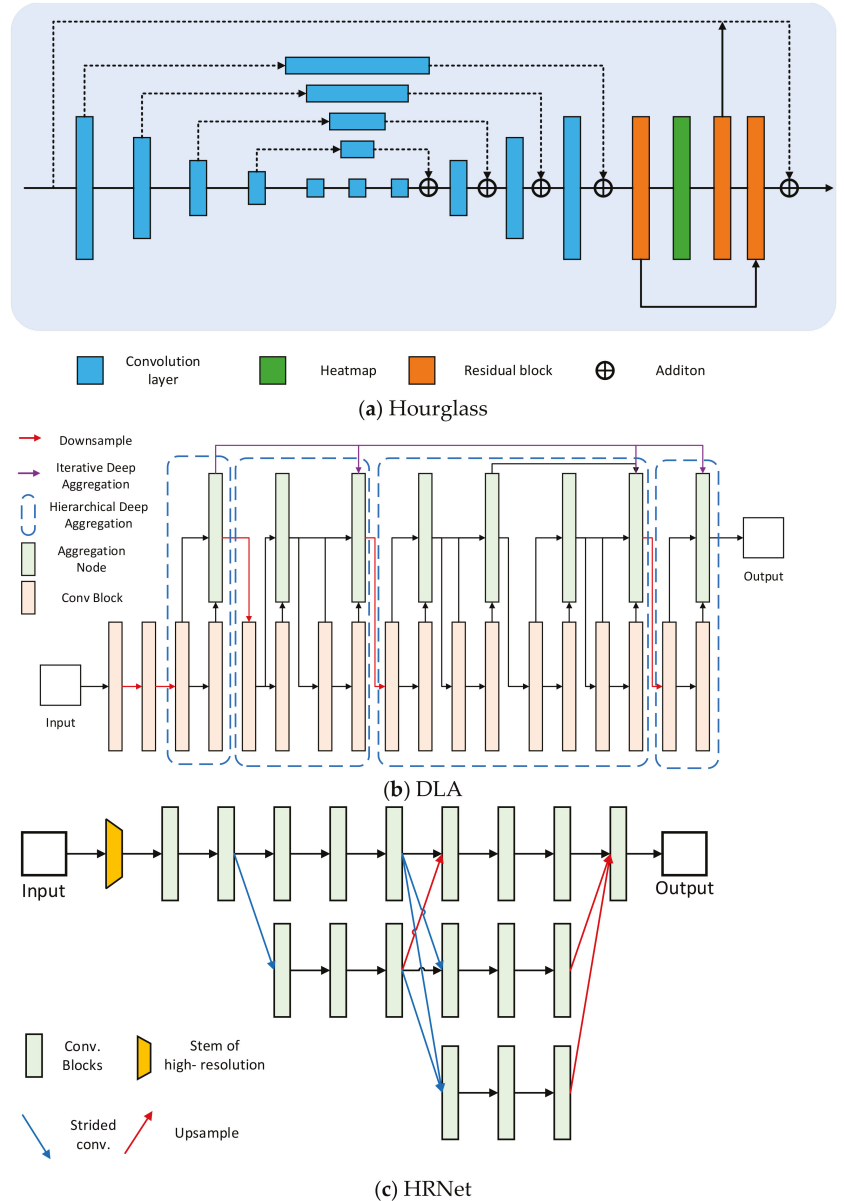 Convolution
layer
Heatmap
Residual block
Additon
(a) Hourglass
Downsample
Iterative Deep
Aggregation
Hierarchical Deep
Aggregation
Aggregation
Node
Conv Block
Input
Output
(b) DLA
Input
Output
Conv.
Blocks
Stem of
high- resolution
Strided
conv.
Upsample
(c) HRNet